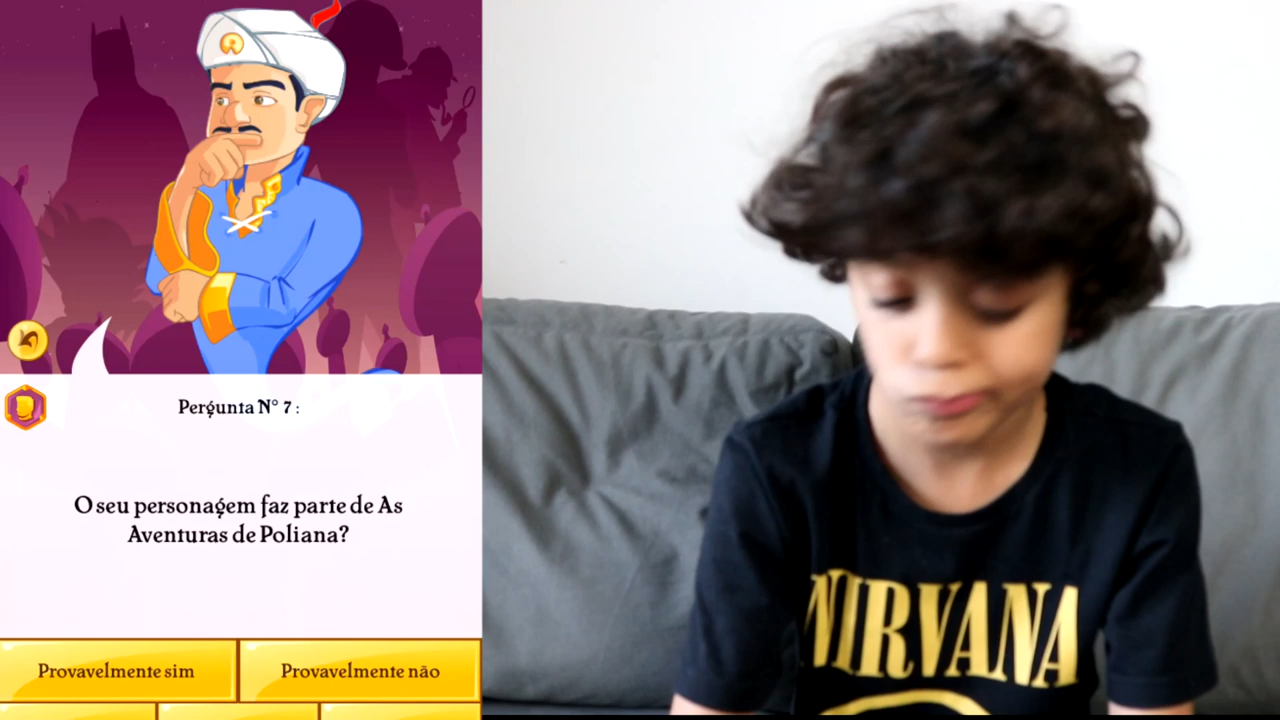 Pergunta N° 7 :
O seu personagem faz parte de As
Aventuras de Poliana?
Provavelmente sim
Provavelmente não
NIRVANA